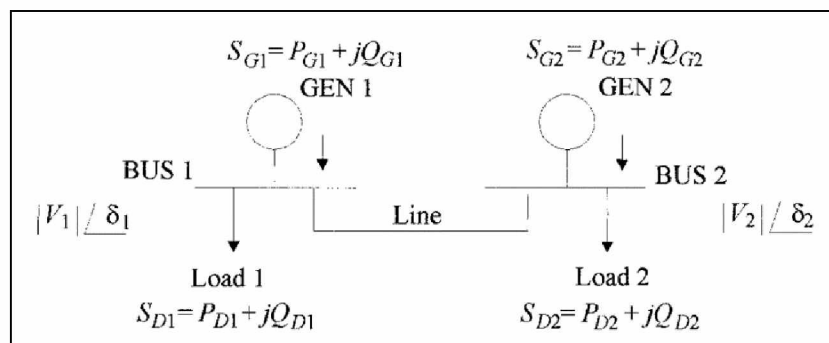 S_{G1} = P_{G1} + jQ_{G1}
GEN 1
S_{G2} = P_{G2} + jQ_{G2}
GEN 2
BUS 1
BUS 2
|V_1| / δ_1
Line
|V_2| / δ_2
Load 1
Load 2
S_{D1} = P_{D1} + jQ_{D1}
S_{D2} = P_{D2} + jQ_{D2}